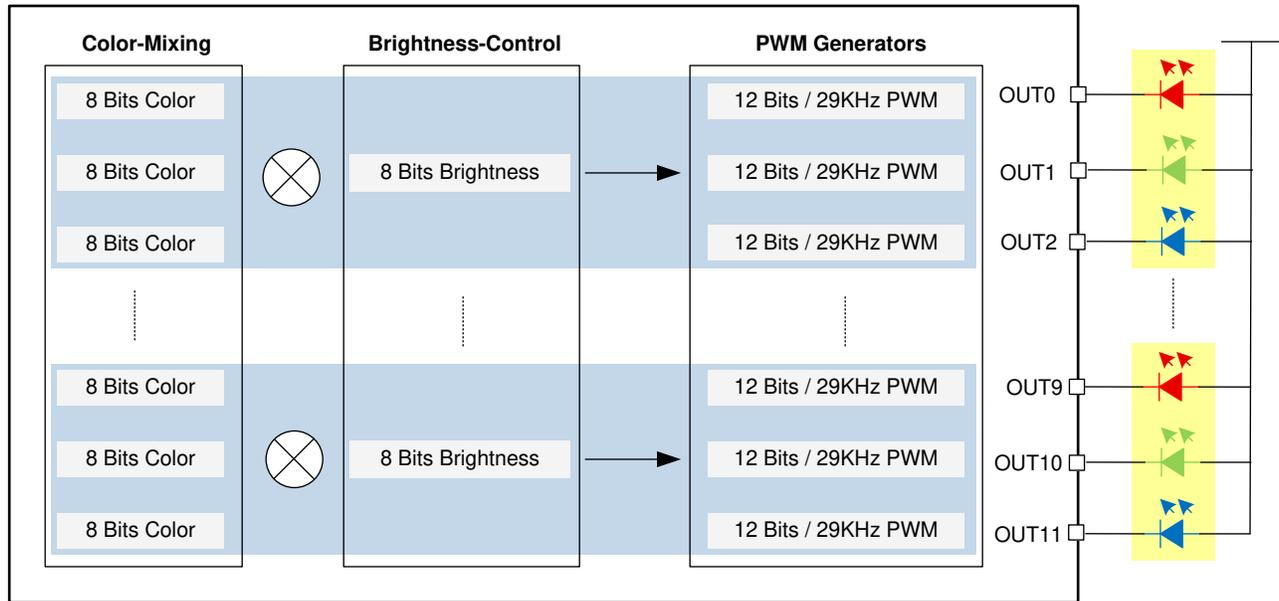 Color-Mixing
Brightness-Control
PWM Generators
8 Bits Color
12 Bits / 29KHz PWM
OUT0
8 Bits Color
8 Bits Brightness
12 Bits / 29KHz PWM
OUT1
8 Bits Color
12 Bits / 29KHz PWM
OUT2
8 Bits Color
12 Bits / 29KHz PWM
OUT9
8 Bits Color
8 Bits Brightness
12 Bits / 29KHz PWM
OUT10
8 Bits Color
12 Bits / 29KHz PWM
OUT11